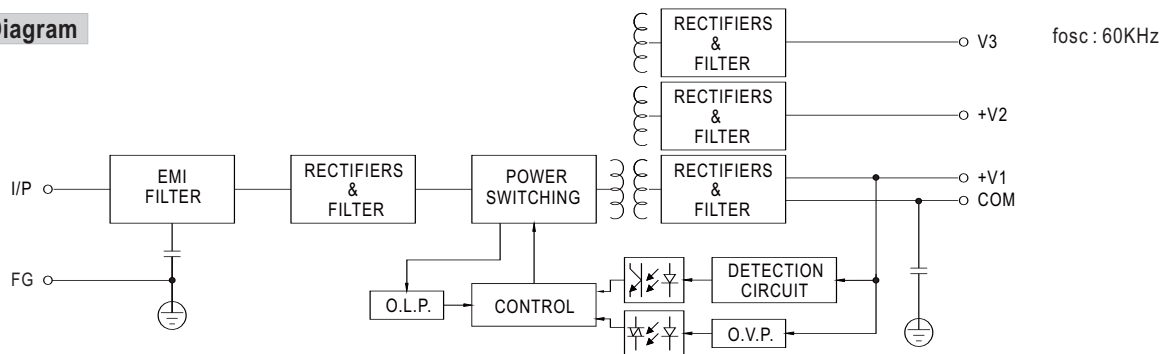 Diagram
fosc : 60KHz
RECTIFIERS
&
FILTER
V3
RECTIFIERS
&
FILTER
+V2
I/P
EMI
FILTER
RECTIFIERS
&
FILTER
POWER
SWITCHING
RECTIFIERS
&
FILTER
+V1
COM
FG
O.L.P.
CONTROL
DETECTION
CIRCUIT
O.V.P.